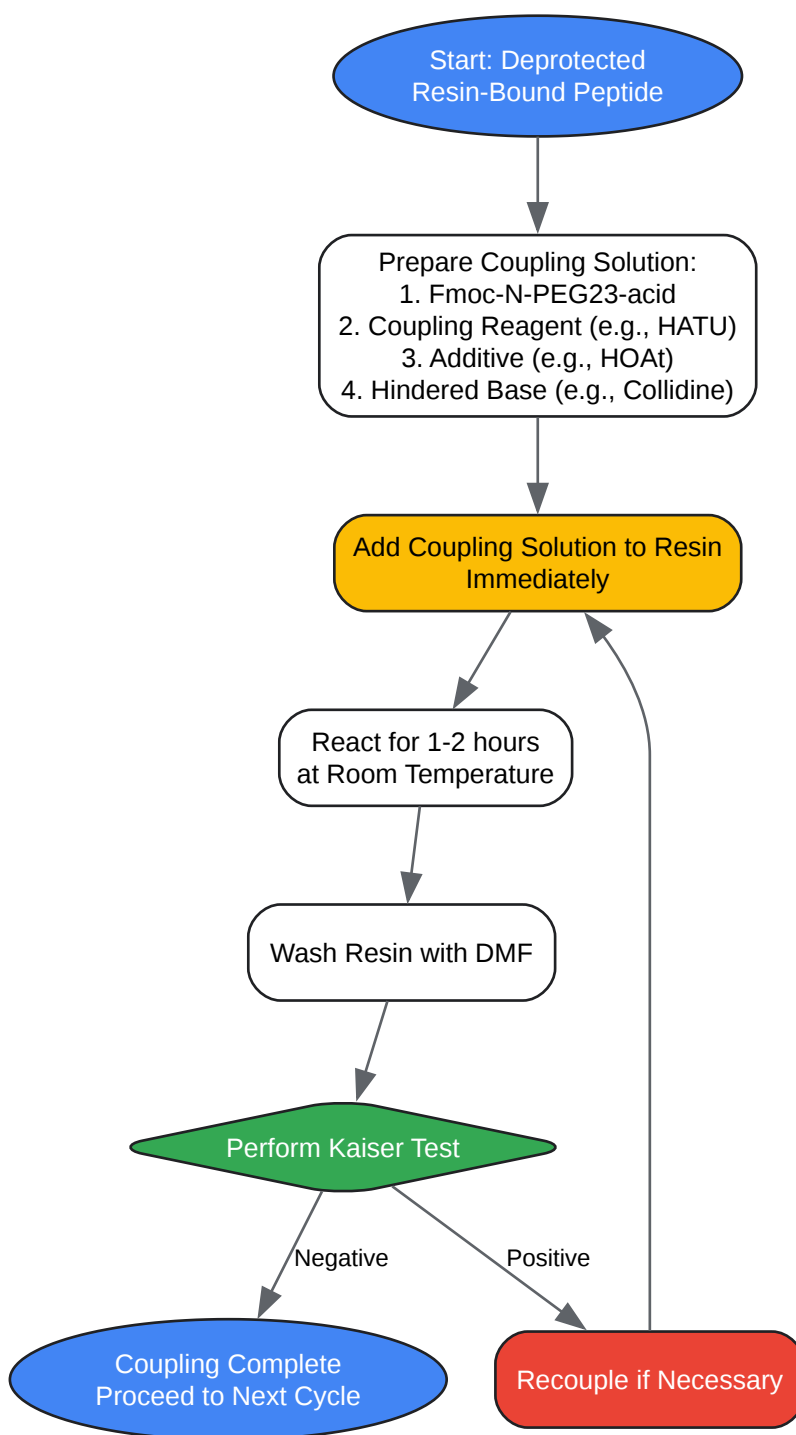 Start: Deprotected
Resin-Bound Peptide
Prepare Coupling Solution:
1. Fmoc-N-PEG23-acid
2. Coupling Reagent (e.g., HATU)
3. Additive (e.g., HOAt)
4. Hindered Base (e.g., Collidine)
Add Coupling Solution to Resin
Immediately
React for 1-2 hours
at Room Temperature
Wash Resin with DMF
Perform Kaiser Test
Negative
Positive
Coupling Complete
Proceed to Next Cycle
Recouple if Necessary